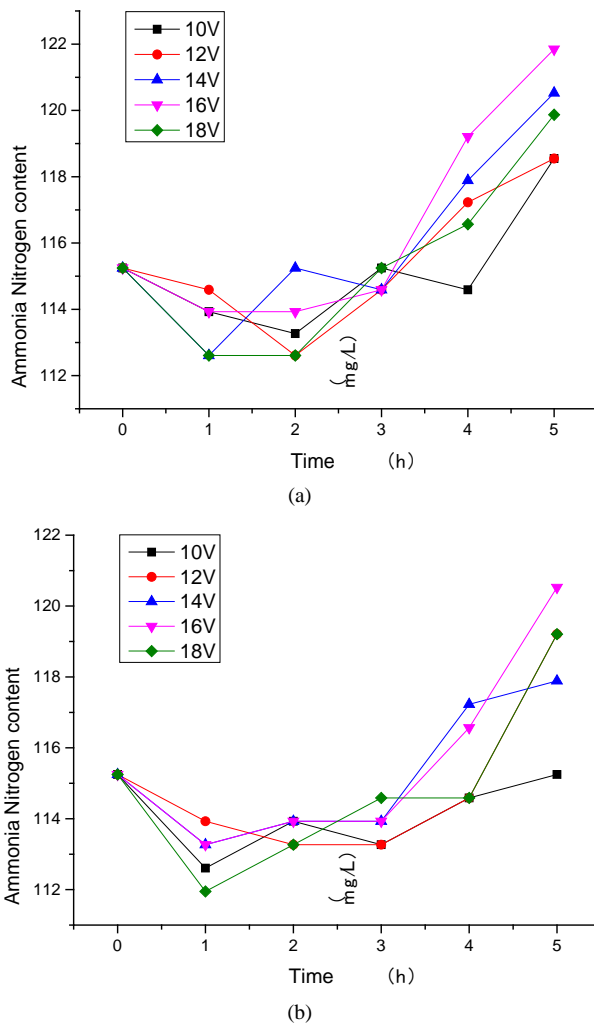 122
120
118
116
114
112
Ammonia Nitrogen content
(mg/L)
10V
12V
14V
16V
18V
0 1 2 3 4 5
Time (h)
(a)
122
120
118
116
114
112
Ammonia Nitrogen content
(mg/L)
10V
12V
14V
16V
18V
0 1 2 3 4 5
Time (h)
(b)